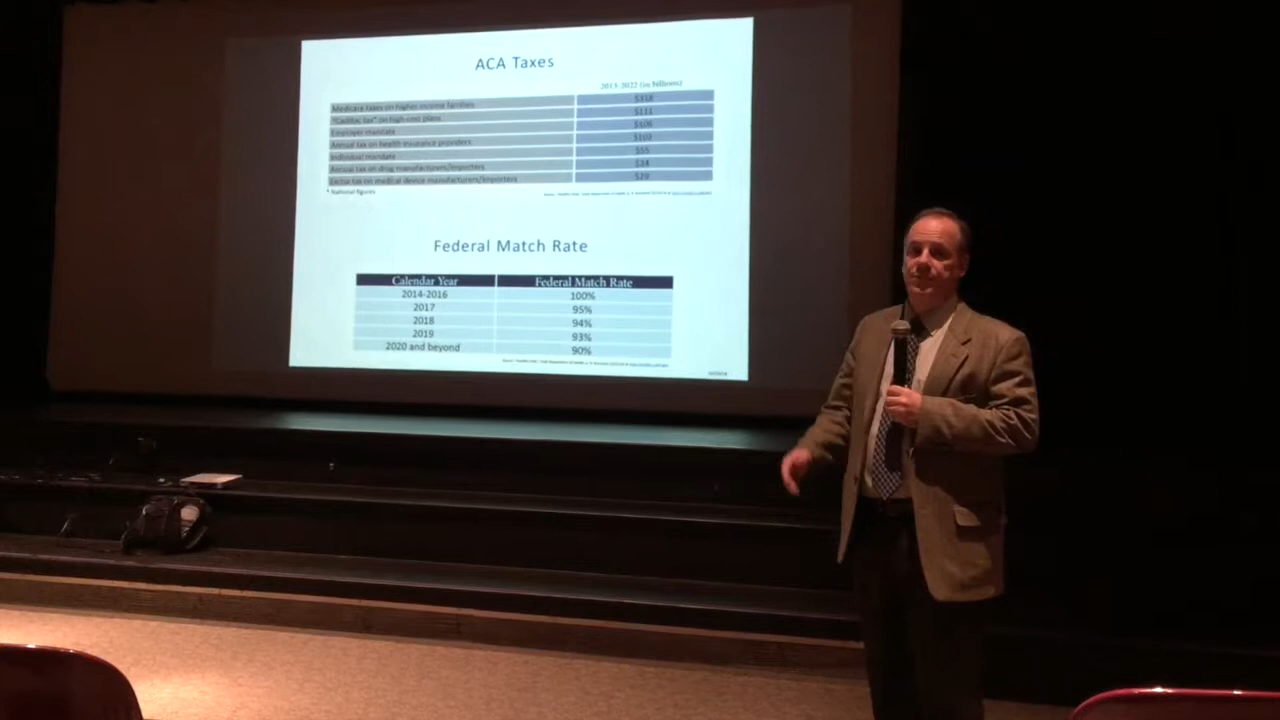 ACA Taxes
2013-2022 (in billions)
Medicare taxes on higher income families $318
"Cadillac tax" on high-cost plans $111
Employer mandate $106
Annual tax on health insurance providers $102
Individual mandate $55
Annual tax on drug manufacturers/importers $34
Excise tax on medical device manufacturers/importers $29
* National figures
Federal Match Rate
Calendar Year Federal Match Rate
2014-2016 100%
2017 95%
2018 94%
2019 93%
2020 and beyond 90%